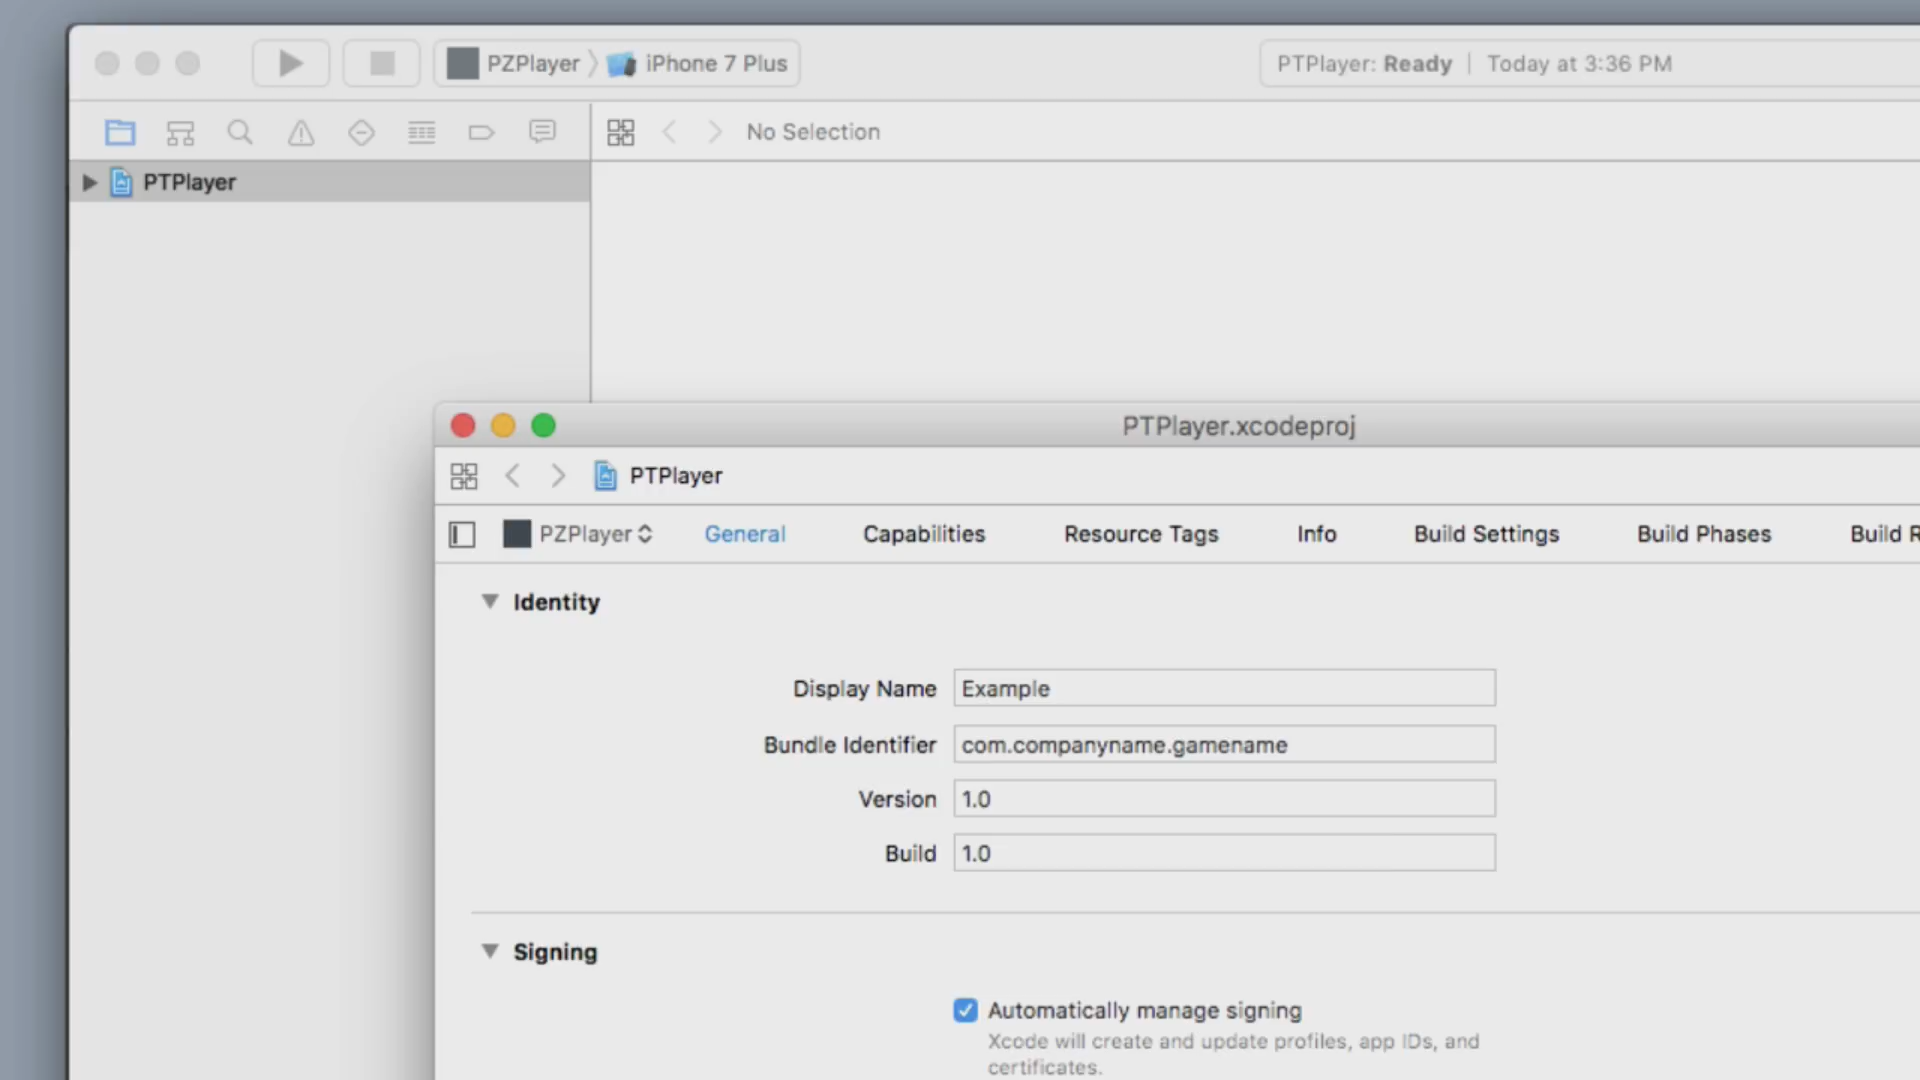 PZPlayer
iPhone 7 Plus
PTPlayer: Ready | Today at 3:36 PM
No Selection
PTPlayer
PTPlayer.xcodeproj
PTPlayer
PZPlayer
General
Capabilities
Resource Tags
Info
Build Settings
Build Phases
Build R
Identity
Display Name
Example
Bundle Identifier
com.companyname.gamename
Version
1.0
Build
1.0
Signing
Automatically manage signing
Xcode will create and update profiles, app IDs, and
certificates.